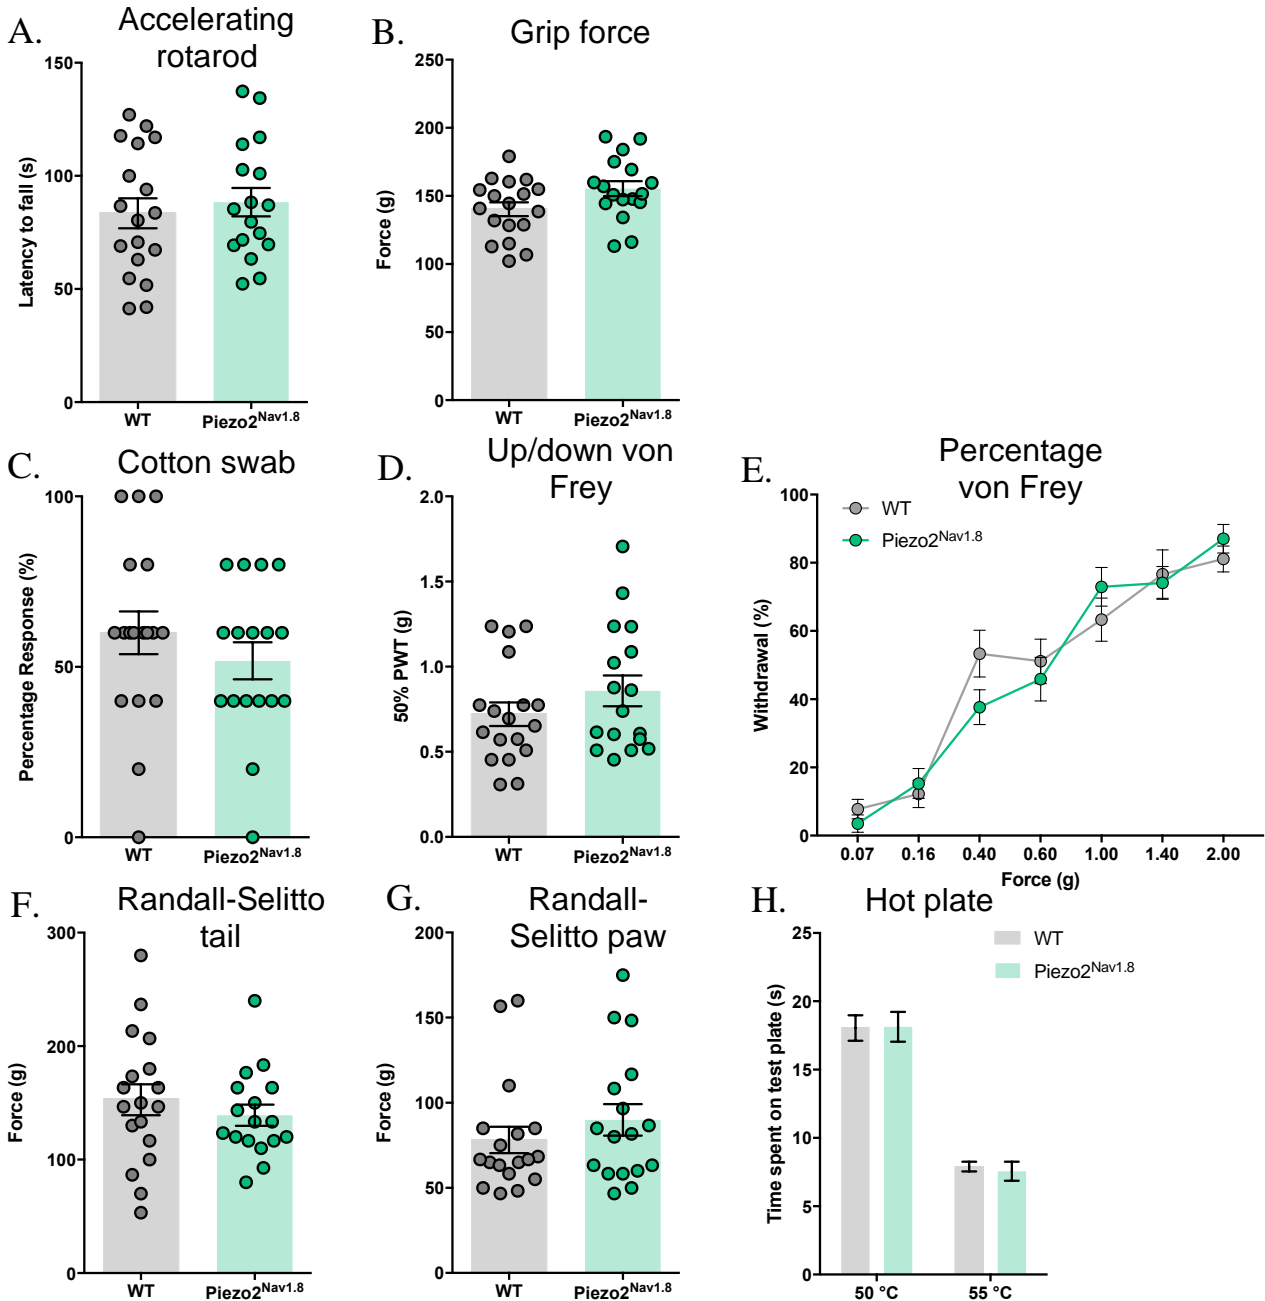 A.
Accelerating
rotarod
150
100
50
0
Latency to fall (s)
WT
Piezo2Nav1.8
B.
Grip force
250
200
150
100
50
0
Force (g)
WT
Piezo2Nav1.8
C.
Cotton swab
100
50
0
Percentage Response (%)
WT
Piezo2Nav1.8
D.
Up/down von
Frey
2.0
1.5
1.0
0.5
0.0
50% PWT (g)
WT
Piezo2Nav1.8
E.
Percentage
von Frey
WT
Piezo2Nav1.8
100
80
60
40
20
0
Withdrawal (%)
0.07 0.16 0.40 0.60 1.00 1.40 2.00
Force (g)
F.
Randall-Selitto
tail
300
200
100
0
Force (g)
WT
Piezo2Nav1.8
G.
Randall-
Selitto paw
200
150
100
50
0
Force (g)
WT
Piezo2Nav1.8
H.
Hot plate
WT
Piezo2Nav1.8
25
20
15
10
5
0
Time spent on test plate (s)
50 °C 55 °C